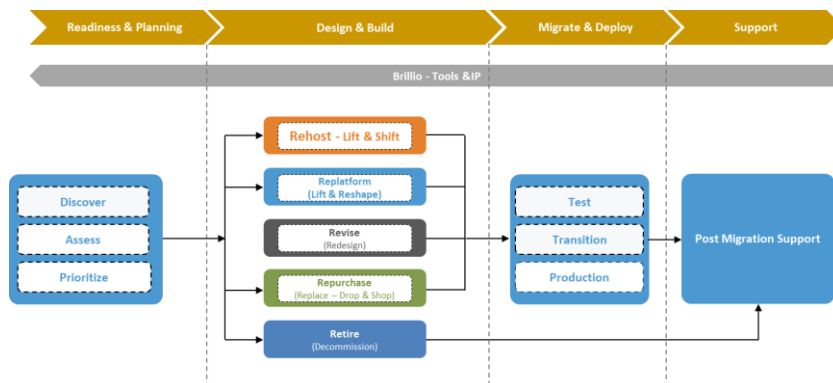 Readiness & Planning
Design & Build
Migrate & Deploy
Support
Brillio - Tools &IP
Discover
Assess
Prioritize
Rehost - Lift & Shift
Replatform
(Lift & Reshape)
Revise
(Redesign)
Repurchase
(Replace – Drop & Shop)
Retire
(Decommission)
Test
Transition
Production
Post Migration Support